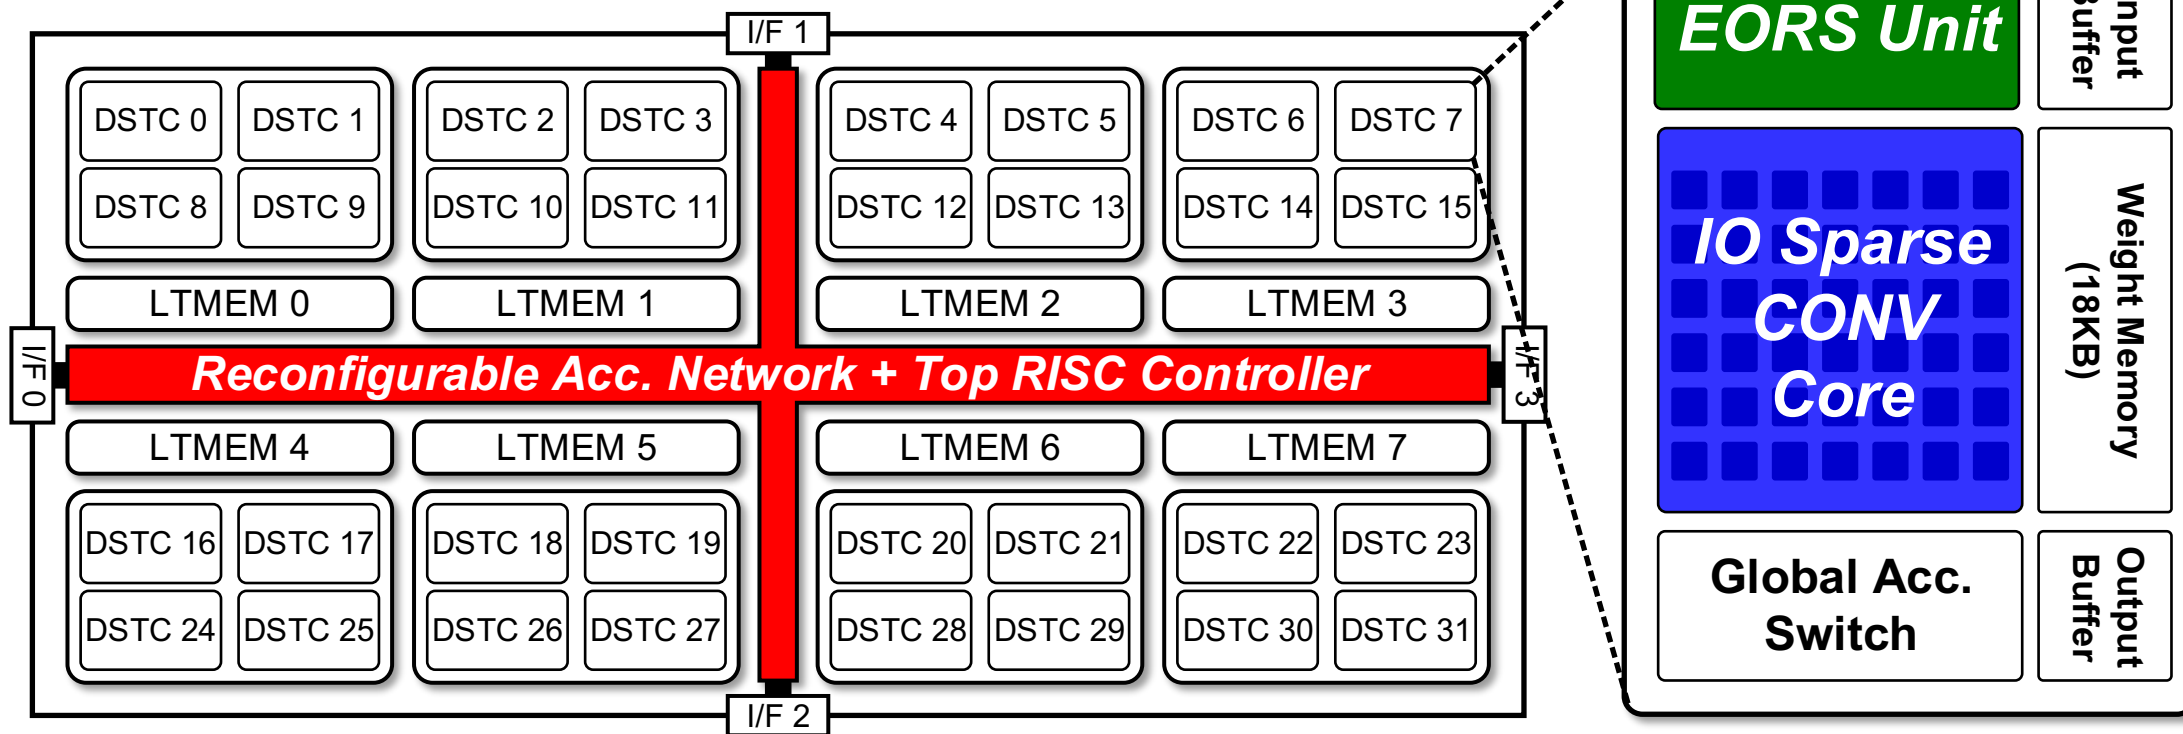 I/F 1
DSTC 0
DSTC 1
DSTC 2
DSTC 3
DSTC 4
DSTC 5
DSTC 6
DSTC 7
DSTC 8
DSTC 9
DSTC 10
DSTC 11
DSTC 12
DSTC 13
DSTC 14
DSTC 15
LTMEM 0
LTMEM 1
LTMEM 2
LTMEM 3
I/F 0
Reconfigurable Acc. Network + Top RISC Controller
I/F 3
LTMEM 4
LTMEM 5
LTMEM 6
LTMEM 7
DSTC 16
DSTC 17
DSTC 18
DSTC 19
DSTC 20
DSTC 21
DSTC 22
DSTC 23
DSTC 24
DSTC 25
DSTC 26
DSTC 27
DSTC 28
DSTC 29
DSTC 30
DSTC 31
I/F 2
EORS Unit
IO Sparse
CONV
Core
Weight Memory
(18KB)
Global Acc.
Switch
Output
Buffer